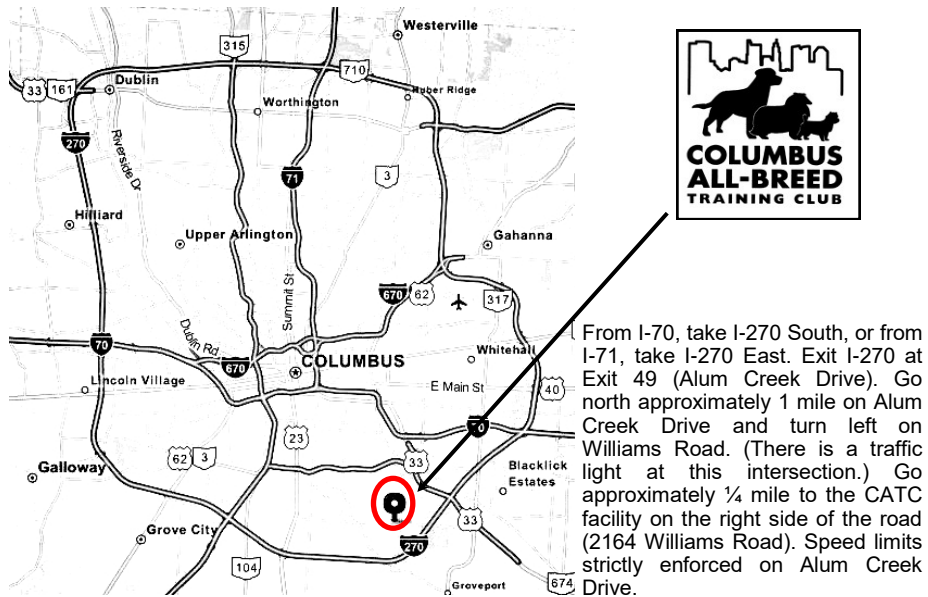 Westerville
315
710
Dublin
33
161
Huber Ridge
Worthington
270
Riverside Dr
71
3
Hilliard
Upper Arlington
Gahanna
Summit St
670
62
317
70
Dublin Rd
Whitehall
670
COLUMBUS
Lincoln Village
E Main St
40
23
70
62
3
33
Galloway
Blacklick
Estates
33
Grove City
270
104
674
Groveport
COLUMBUS
ALL-BREED
TRAINING CLUB
From I-70, take I-270 South, or from
I-71, take I-270 East. Exit I-270 at
Exit 49 (Alum Creek Drive). Go
north approximately 1 mile on Alum
Creek Drive and turn left on
Williams Road. (There is a traffic
light at this intersection.) Go
approximately ¼ mile to the CATC
facility on the right side of the road
(2164 Williams Road). Speed limits
strictly enforced on Alum Creek
Drive.